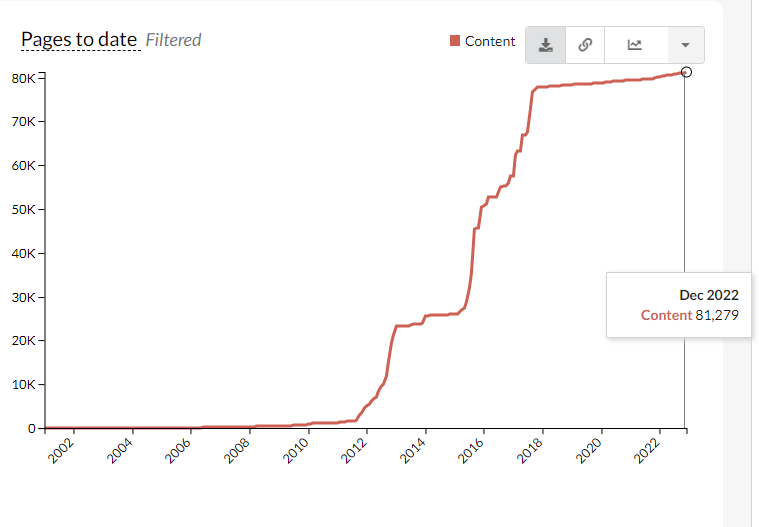 Pages to date Filtered
Content
80K
70K
60K
50K
40K
30K
20K
10K
0
Dec 2022
Content 81,279
2002 2004 2006 2008 2010 2012 2014 2016 2018 2020 2022